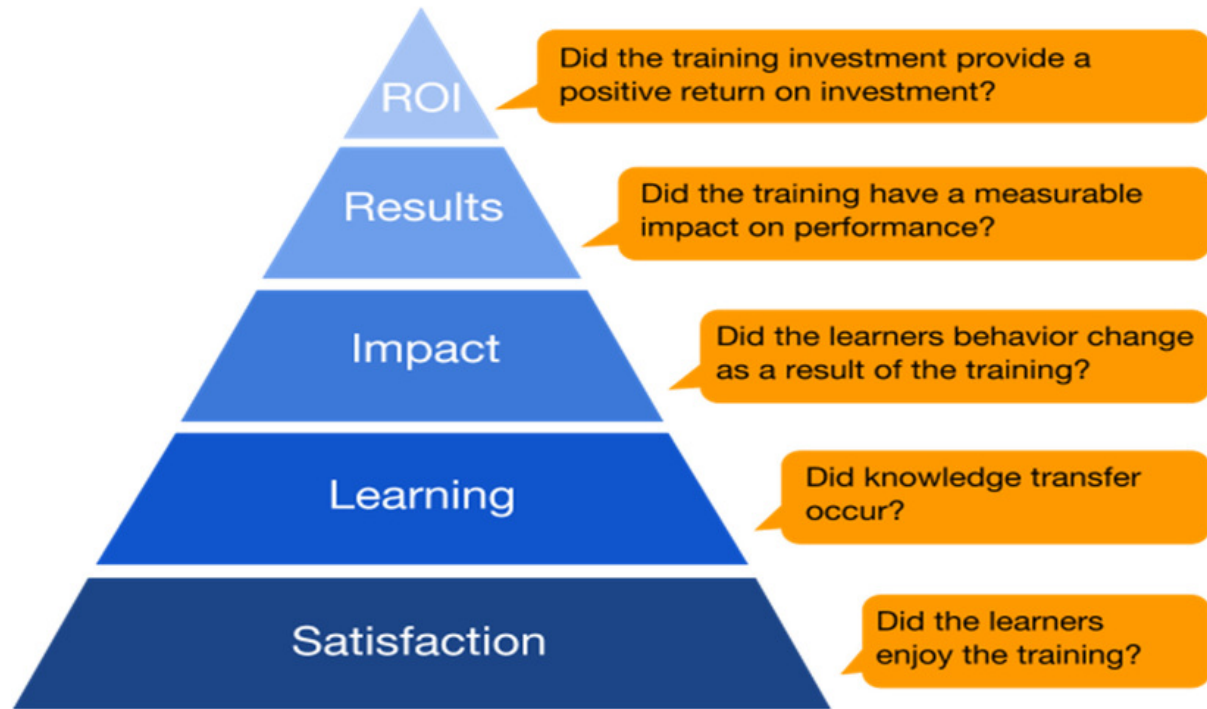 ROI
Did the training investment provide a
positive return on investment?
Results
Did the training have a measurable
impact on performance?
Impact
Did the learners behavior change
as a result of the training?
Learning
Did knowledge transfer
occur?
Satisfaction
Did the learners
enjoy the training?